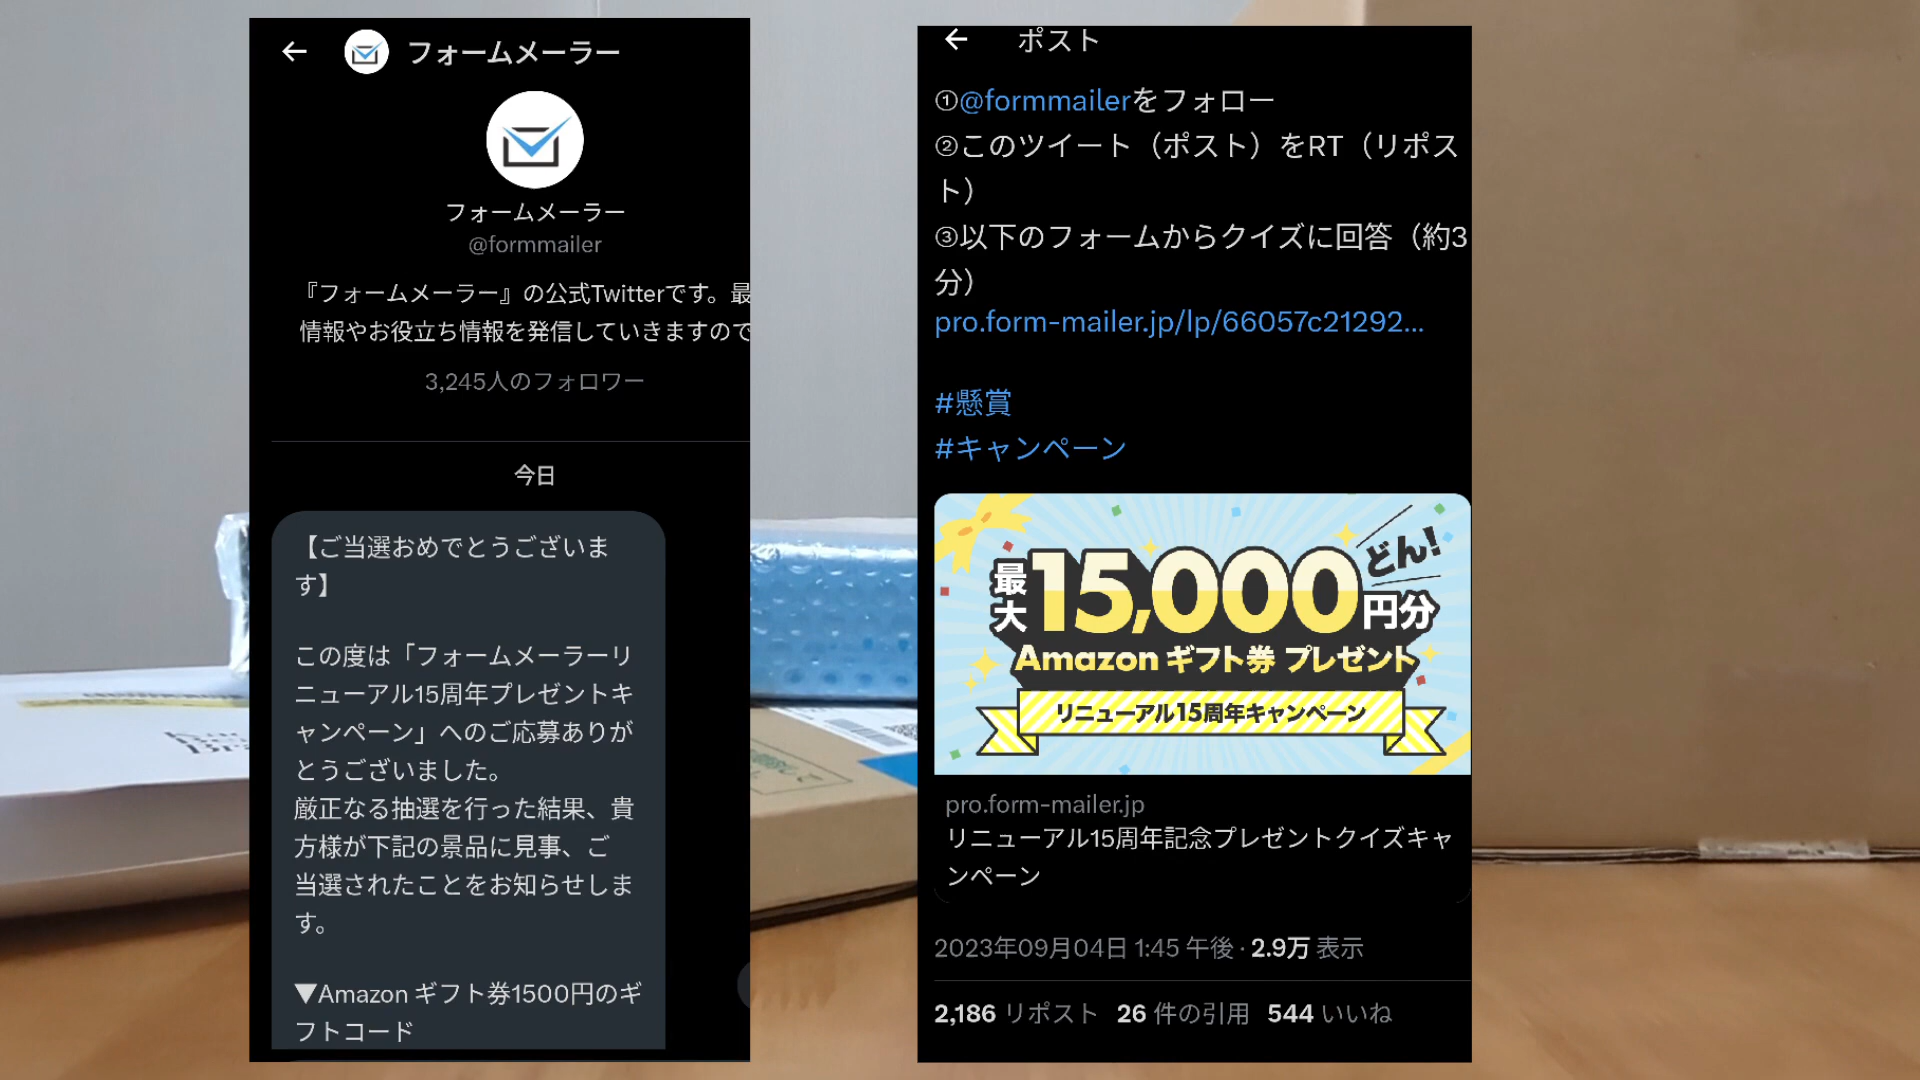 フォームメーラー
フォームメーラー
@formmailer
『フォームメーラー』の公式Twitterです。最
情報やお役立ち情報を発信していきますので
3,245人のフォロワー
今日
【ご当選おめでとうございま
す】
この度は「フォームメーラーリ
ニューアル15周年プレゼントキ
ャンペーン」へのご応募ありが
とうございました。
厳正なる抽選を行った結果、貴
方様が下記の景品に見事、ご
当選されたことをお知らせしま
す。
▼Amazon ギフト券1500円のギ
フトコード
ポスト
①@formmailerをフォロー
②このツイート（ポスト）をRT（リポス
ト）
③以下のフォームからクイズに回答（約3
分）
pro.form-mailer.jp/lp/66057c21292...
#懸賞
#キャンペーン
どん!
最大15,000円分
Amazon ギフト券 プレゼント
リニューアル15周年キャンペーン
pro.form-mailer.jp
リニューアル15周年記念プレゼントクイズキャ
ンペーン
2023年09月04日 1:45 午後 · 2.9万 表示
2,186 リポスト 26 件の引用 544 いいね